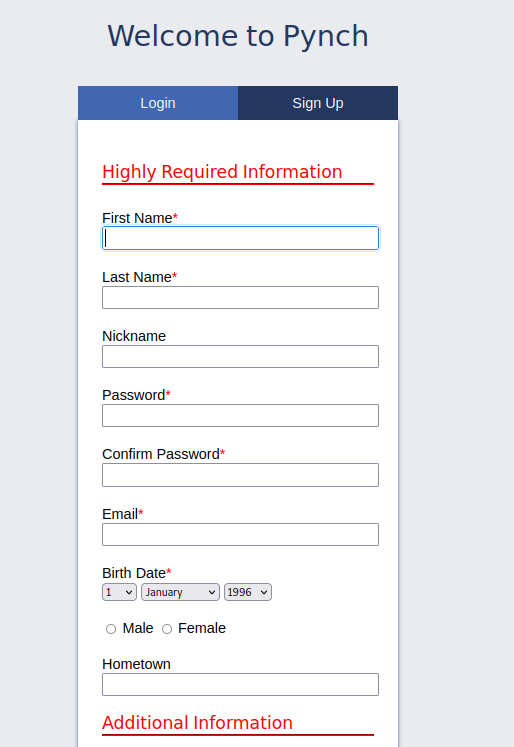 Welcome to Pynch
Login Sign Up
Highly Required Information
First Name*
Last Name*
Nickname
Password*
Confirm Password*
Email*
Birth Date*
1 January 1996
Male Female
Hometown
Additional Information